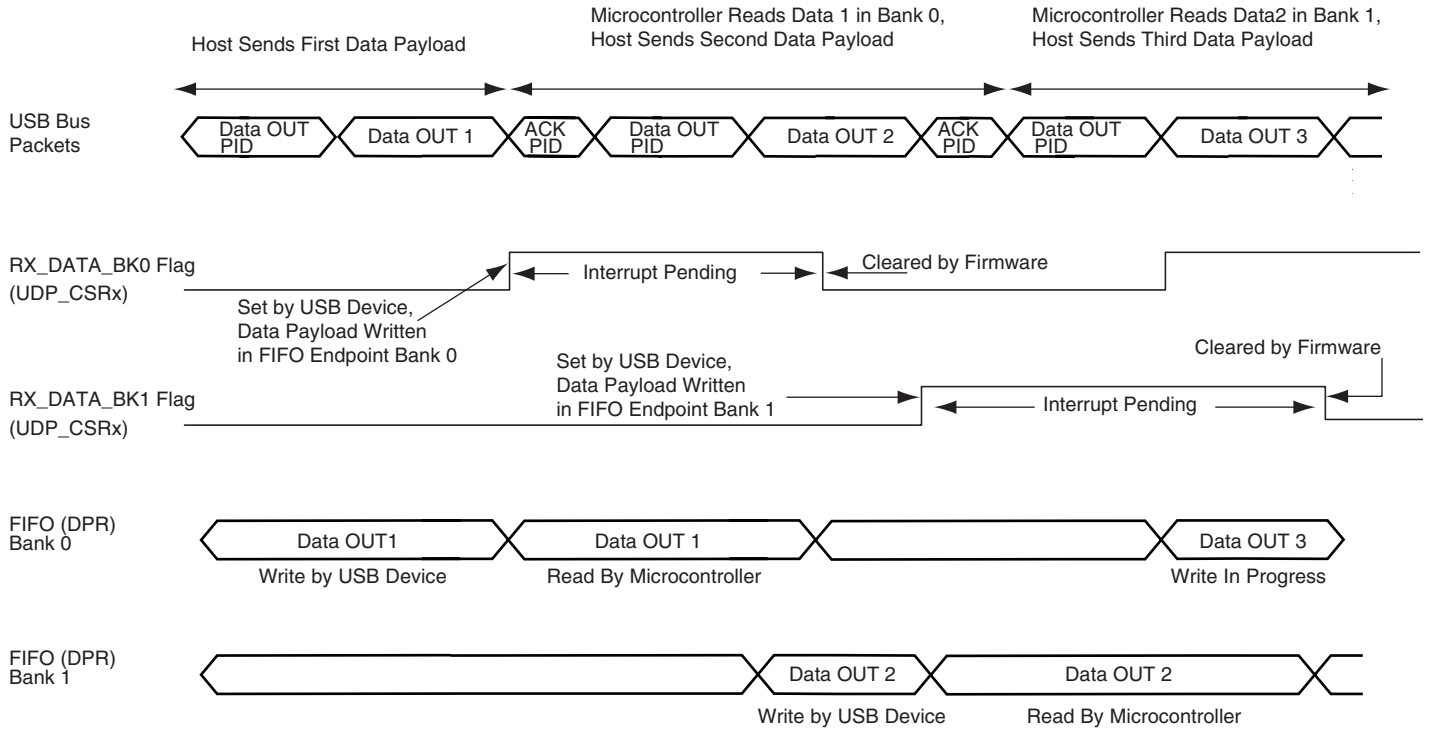 Host Sends First Data Payload
Microcontroller Reads Data 1 in Bank 0,
Host Sends Second Data Payload
Microcontroller Reads Data2 in Bank 1,
Host Sends Third Data Payload
USB Bus
Packets
Data OUT
PID
Data OUT 1
ACK
PID
Data OUT
PID
Data OUT 2
ACK
PID
Data OUT
PID
Data OUT 3
RX_DATA_BK0 Flag
(UDP_CSRx)
Interrupt Pending
Cleared by Firmware
Set by USB Device,
Data Payload Written
in FIFO Endpoint Bank 0
RX_DATA_BK1 Flag
(UDP_CSRx)
Set by USB Device,
Data Payload Written
in FIFO Endpoint Bank 1
Interrupt Pending
Cleared by Firmware
FIFO (DPR)
Bank 0
Data OUT1
Data OUT 1
Data OUT 3
Write by USB Device
Read By Microcontroller
Write In Progress
FIFO (DPR)
Bank 1
Data OUT 2
Data OUT 2
Write by USB Device
Read By Microcontroller